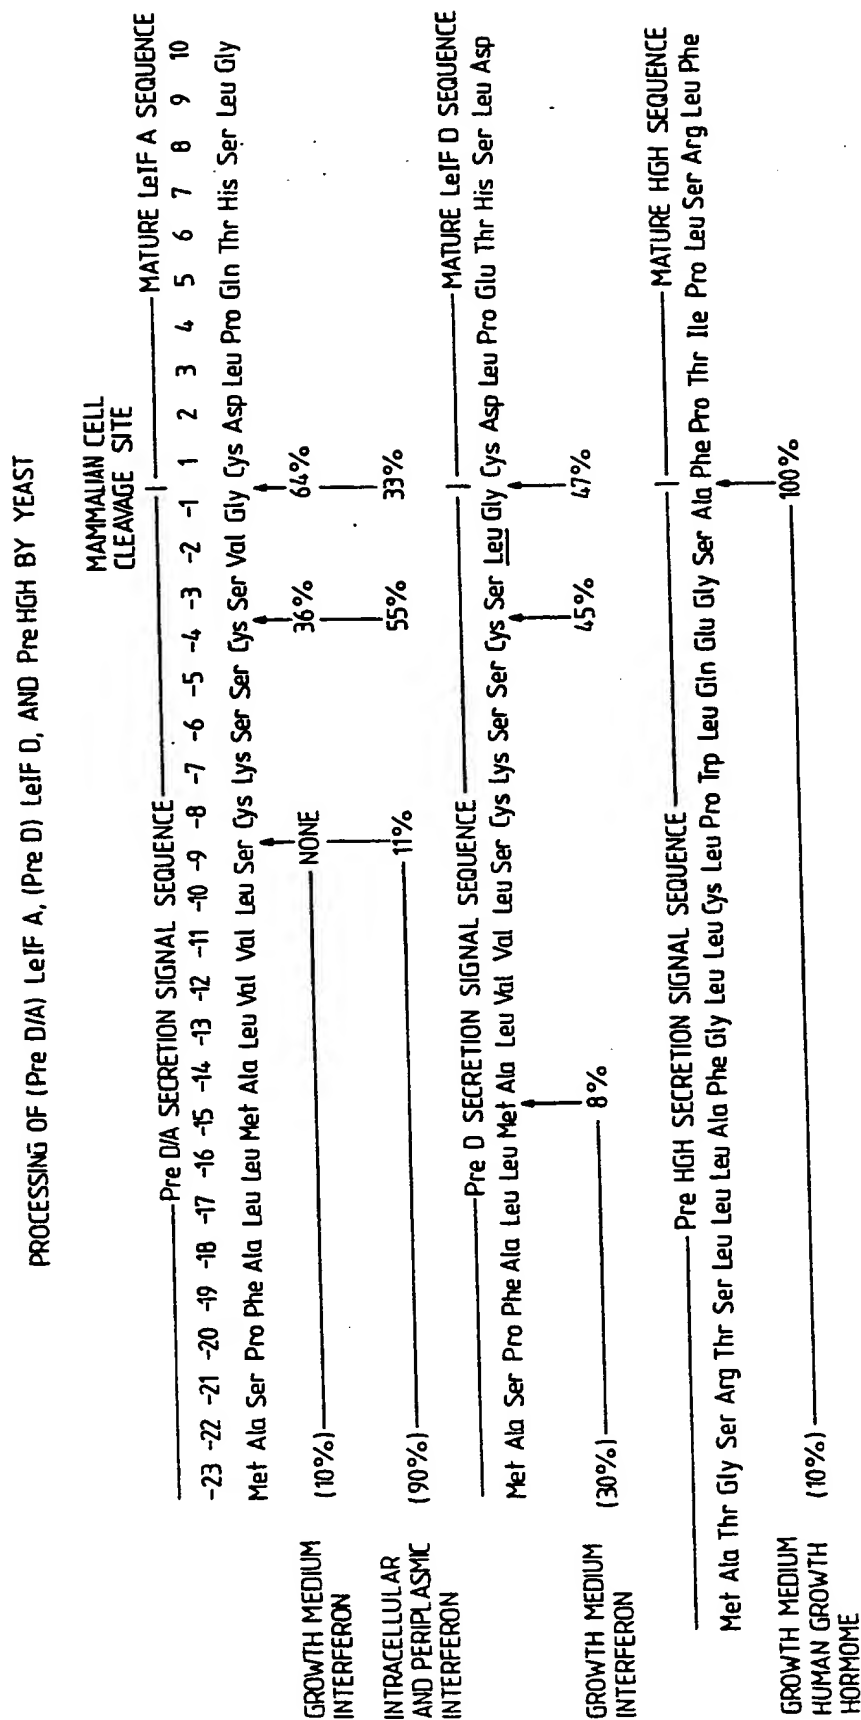 PROCESSING OF (Pre D/A) LeIF A, (Pre D) LeIF D, AND Pre HGH BY YEAST
MAMMALIAN CELL
CLEAVAGE SITE
Pre D/A SECRETION SIGNAL SEQUENCE MATURE LeIF A SEQUENCE
-23 -22 -21 -20 -19 -18 -17 -16 -15 -14 -13 -12 -11 -10 -9 -8 -7 -6 -5 -4 -3 -2 -1 1 2 3 4 5 6 7 8 9 10
Met Ala Ser Pro Phe Ala Leu Leu Met Ala Leu Val Val Leu Ser Cys Lys Ser Ser Cys Ser Val Gly Cys Asp Leu Pro Gln Thr His Ser Leu Gly
GROWTH MEDIUM
INTERFERON
(10%) NONE 36% 64%
INTRACELLULAR
AND PERIPLASMIC
INTERFERON
(90%) 11% 55% 33%
Pre D SECRETION SIGNAL SEQUENCE MATURE LeIF D SEQUENCE
Met Ala Ser Pro Phe Ala Leu Leu Met Ala Leu Val Val Leu Ser Cys Lys Ser Ser Cys Ser Leu Gly Cys Asp Leu Pro Glu Thr His Ser Leu Asp
GROWTH MEDIUM
INTERFERON
(30%) 8% 45% 47%
Pre HGH SECRETION SIGNAL SEQUENCE MATURE HGH SEQUENCE
Met Ala Thr Gly Ser Arg Thr Ser Leu Leu Leu Ala Phe Gly Leu Leu Cys Leu Pro Trp Leu Gln Glu Gly Ser Ala Phe Pro Thr Ile Pro Leu Ser Arg Leu Phe
GROWTH MEDIUM
HUMAN GROWTH
HORMOME
(10%) 100%